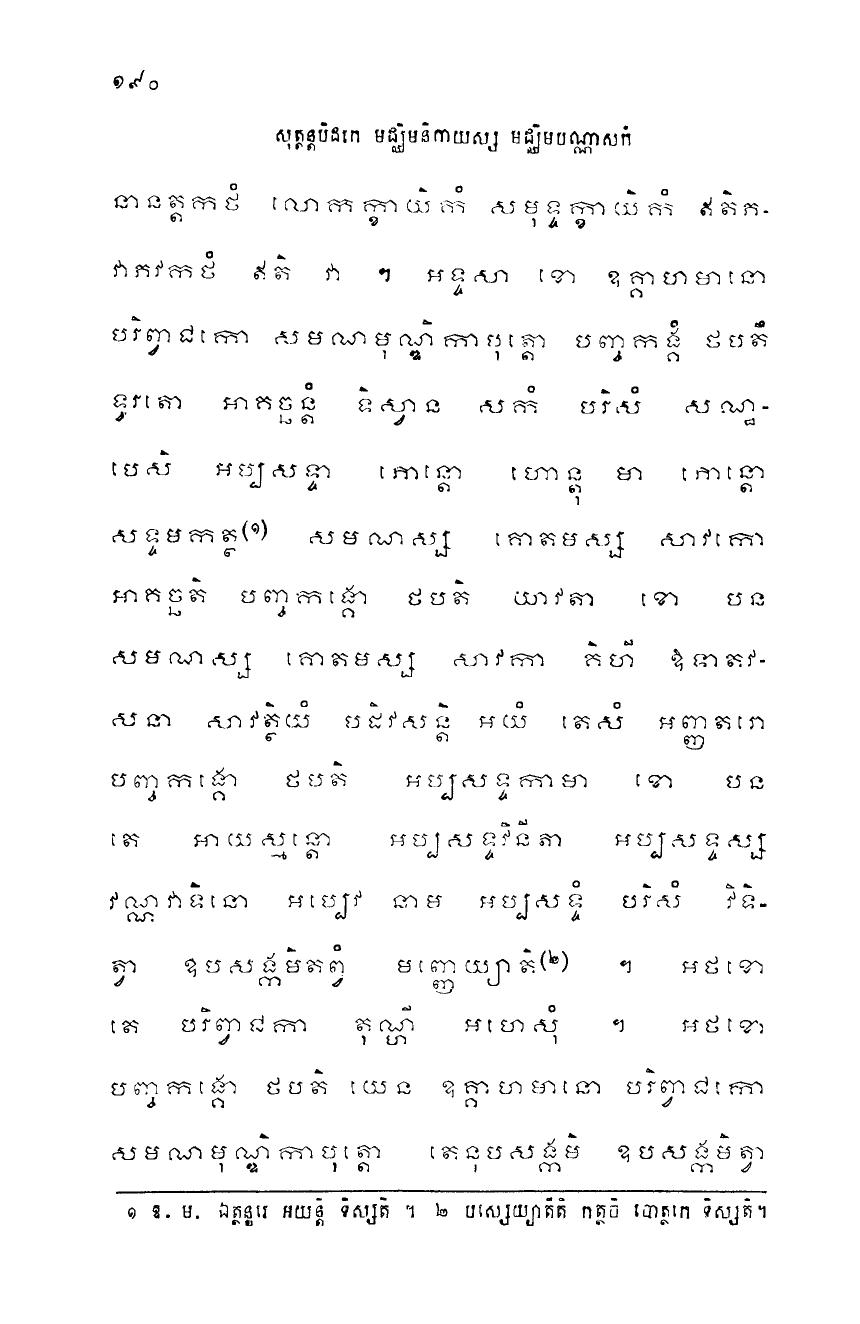 ១៩០
សុត្តន្តបិដកេ មជ្ឈិមនិកាយស្ស មជ្ឈិមបណ្ណាសកំ
នានត្តកថំ លោកក្ខាយិកំ សមុទ្ទក្ខាយិកំ ឥតិភ-
វាភវកថំ ឥតិ វា ។ អទ្ទសា ខោ ឧគ្គាហមានោ
បរិព្វាជកោ សមណមុណ្ឌិកាបុត្តោ បញ្ចកង្គំ ថបតឹ
ទូរតោ អាគច្ឆន្តំ ទិស្វាន សកំ បរិសំ សណ្ឋ-
បេសិ អប្បសទ្ទា ភោន្តោ ហោន្តុ មា ភោន្តោ
សទ្ទមកត្ថ(១) សមណស្ស គោតមស្ស សាវកោ
អាគច្ឆតិ បញ្ចកង្គោ ថបតិ យាវតា ខោ បន
សមណស្ស គោតមស្ស សាវកា គិហី ឱទាតវ-
សនា សាវត្ថិយំ បដិវសន្តិ អយំ តេសំ អញ្ញតរោ
បញ្ចកង្គោ ថបតិ អប្បសទ្ទកាមា ខោ បន
តេ អាយស្មន្តោ អប្បសទ្ទវិនីតា អប្បសទ្ទស្ស
វណ្ណវាទិនោ អប្បេវ នាម អប្បសទ្ទំ បរិសំ វិទិ-
ត្វា ឧបសង្កមិតព្វំ មញ្ញេយ្យាតិ(២) ។ អថខោ
តេ បរិព្វាជកា តុណ្ហី អហេសុំ ។ អថខោ
បញ្ចកង្គោ ថបតិ យេន ឧគ្គាហមានោ បរិព្វាជកោ
សមណមុណ្ឌិកាបុត្តោ តេនុបសង្កមិ ឧបសង្កមិត្វា
១ ឱ. ម. ឯត្ថន្តរេ អយន្តិ ទិស្សតិ ។ ២ បស្សេយ្យាតីតិ កត្ថចិ បោត្ថកេ ទិស្សតិ។